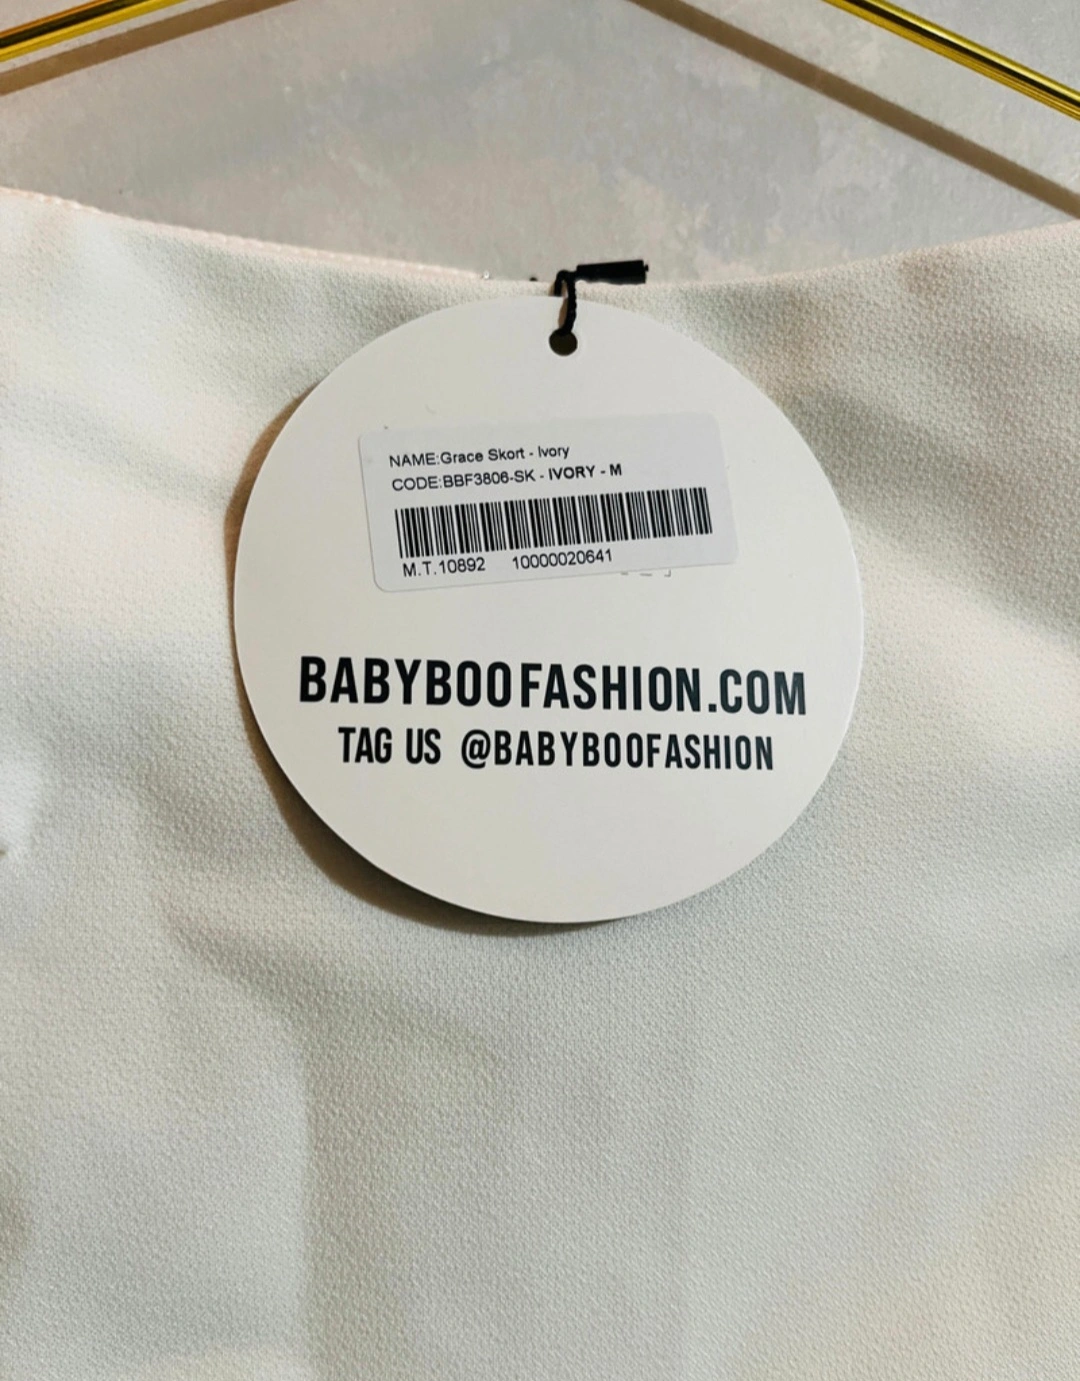 NAME:Grace Skort - Ivory
CODE:BBF3806-SK - IVORY - M
M.T.10892 10000020641
BABYBOOFASHION.COM
TAG US @BABYBOOFASHION